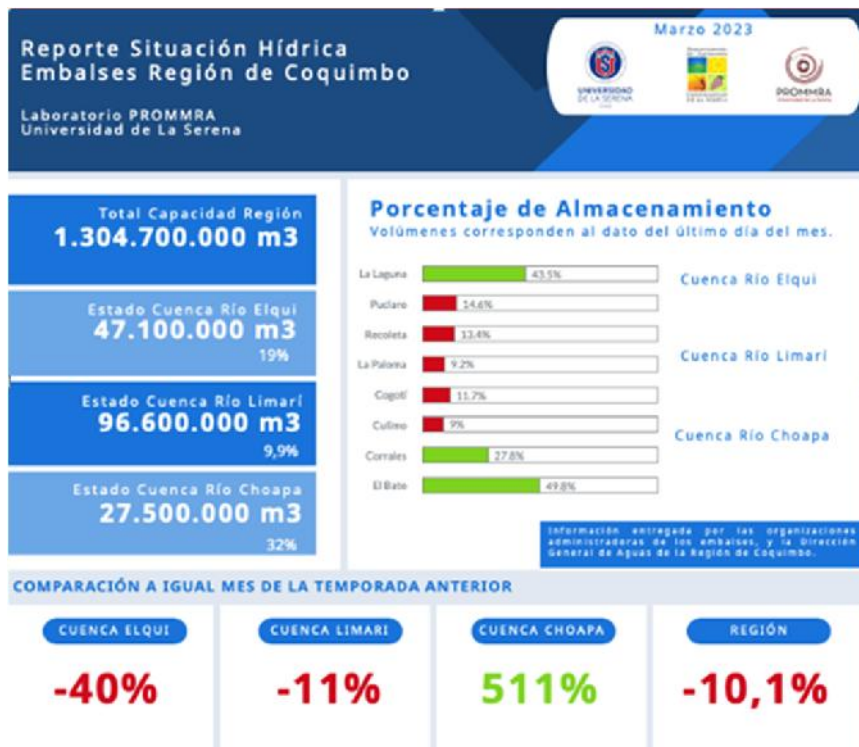 Reporte Situación Hídrica
Embalses Región de Coquimbo
Laboratorio PROMMRA
Universidad de La Serena
Marzo 2023
UNIVERSIDAD
DE LA SERENA
PROMMRA
Total Capacidad Región
1.304.700.000 m3
Estado Cuenca Río Elqui
47.100.000 m3
19%
Estado Cuenca Río Limarí
96.600.000 m3
9,9%
Estado Cuenca Río Choapa
27.500.000 m3
32%
Porcentaje de Almacenamiento
Volúmenes corresponden al dato del último día del mes.
La Laguna 43.5%
Puclaro 14.6%
Recoleta 13.4%
La Paloma 9.2%
Cogotí 11.7%
Culimo 9%
Corrales 27.8%
El Bato 49.8%
Cuenca Río Elqui
Cuenca Río Limarí
Cuenca Río Choapa
Información entregada por las organizaciones
administradoras de los embalses, y la Dirección
General de Aguas de la Región de Coquimbo.
COMPARACIÓN A IGUAL MES DE LA TEMPORADA ANTERIOR
CUENCA ELQUI
-40%
CUENCA LIMARI
-11%
CUENCA CHOAPA
511%
REGIÓN
-10,1%